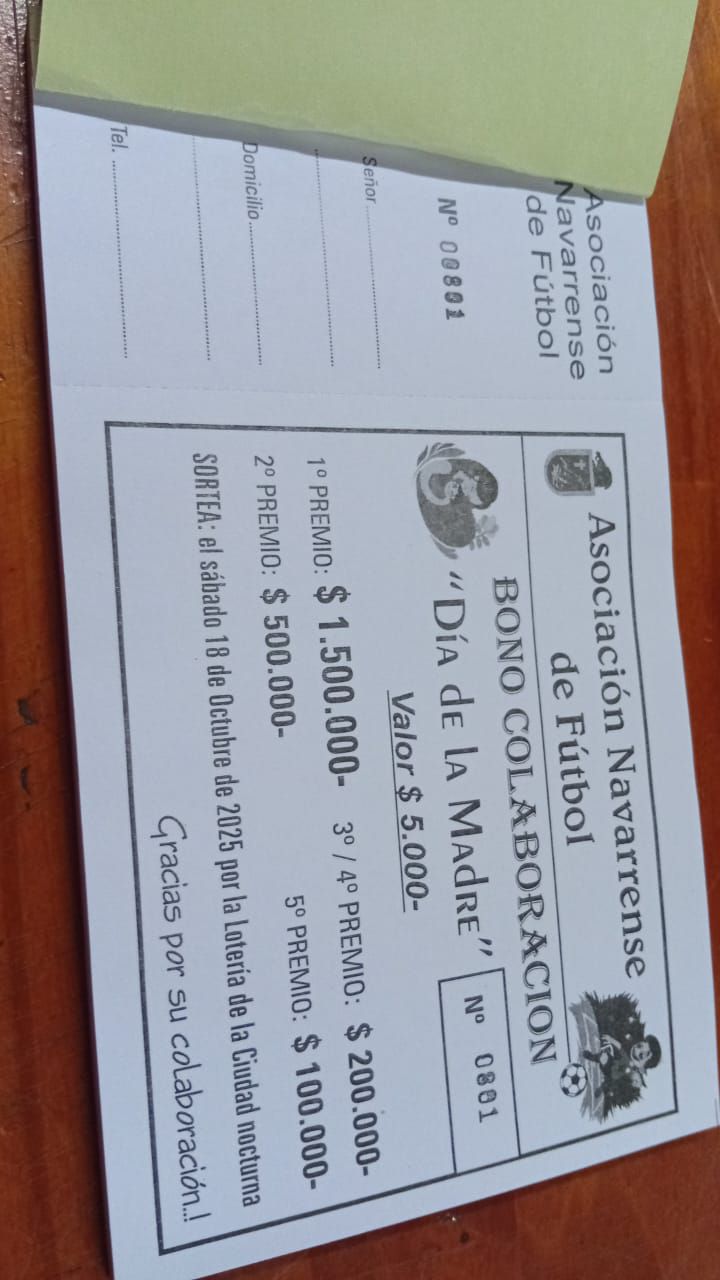 Asociación
Navarrense
de Fútbol
Nº 00801
Señor
Domicilio
Tel.
Asociación Navarrense
de Fútbol
BONO COLABORACION
"DÍA dE LA MAdRE"
Nº 0801
Valor $ 5.000-
1º PREMIO: $ 1.500.000-
3º / 4º PREMIO: $ 200.000-
2º PREMIO: $ 500.000-
5º PREMIO: $ 100.000-
SORTEA: el sábado 18 de Octubre de 2025 por la Lotería de la Ciudad nocturna
Gracias por su colaboración..!